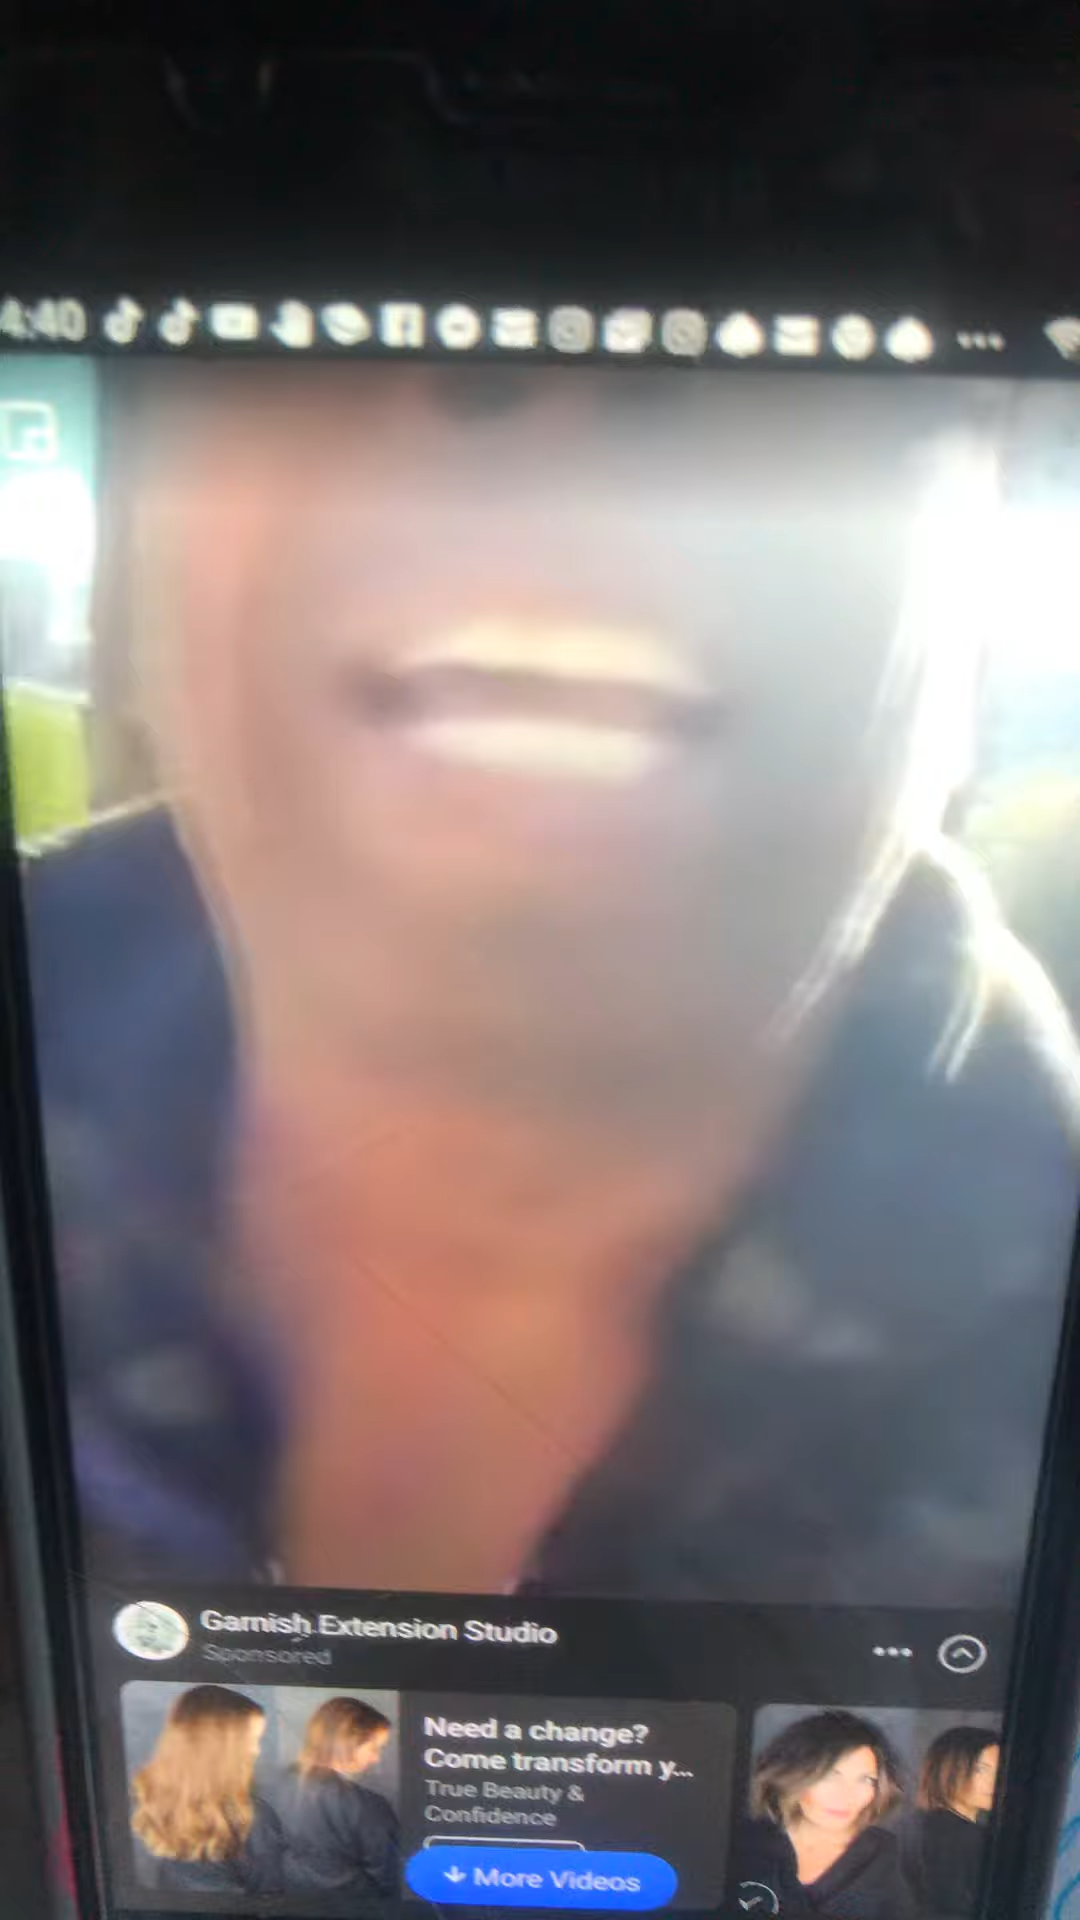 4:40
Garnish Extension Studio
Sponsored
Need a change?
Come transform y...
True Beauty &
Confidence
More Videos